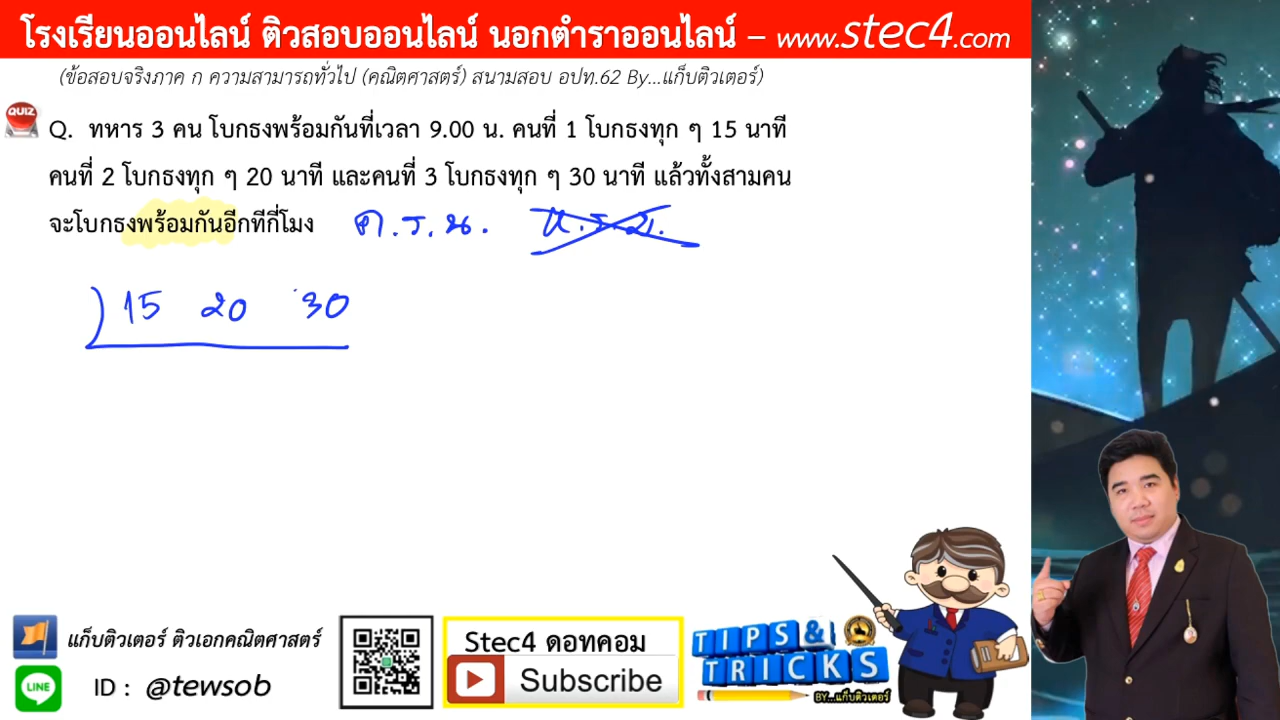 โรงเรียนออนไลน์ ติวสอบออนไลน์ นอกตำราออนไลน์ – www.stec4.com
(ข้อสอบจริงภาค ก ความสามารถทั่วไป (คณิตศาสตร์) สนามสอบ อปท.62 By...แก็บติวเตอร์)
QUIZ
Q. ทหาร 3 คน โบกธงพร้อมกันที่เวลา 9.00 น. คนที่ 1 โบกธงทุก ๆ 15 นาที
คนที่ 2 โบกธงทุก ๆ 20 นาที และคนที่ 3 โบกธงทุก ๆ 30 นาที แล้วทั้งสามคน
จะโบกธงพร้อมกันอีกทีกี่โมง ค.ร.น. ห.ร.ม.
15 20 30
แก็บติวเตอร์ ติวเอกคณิตศาสตร์
LINE
ID : @tewsob
Stec4 ดอทคอม
Subscribe
TIPS &
TRICKS
BY...แก็บติวเตอร์